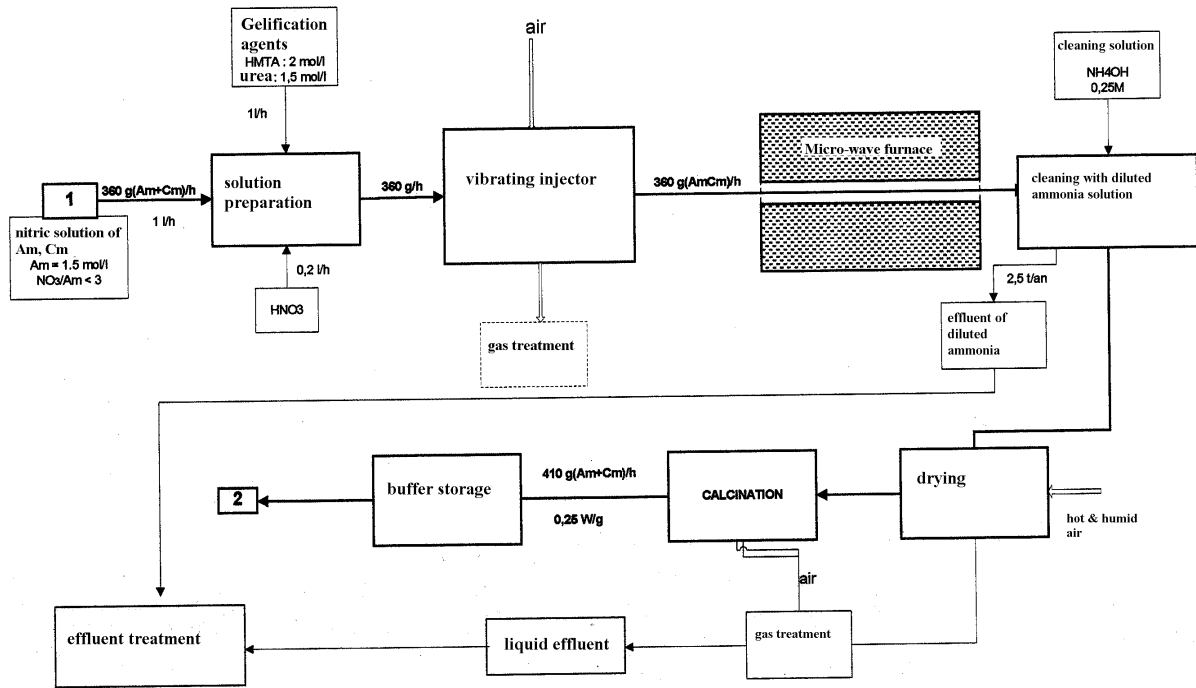 Gelification
agents
HMTA : 2 mol/l
urea: 1,5 mol/l
1l/h
air
cleaning solution
NH4OH
0,25M
360 g(Am+Cm)/h
1
1 l/h
solution
preparation
360 g/h
vibrating injector
360 g(AmCm)/h
Micro-wave furnace
cleaning with diluted
ammonia solution
nitric solution of
Am, Cm
Am = 1.5 mol/l
NO3/Am < 3
0,2 l/h
HNO3
gas treatment
2,5 t/an
effluent of
diluted
ammonia
2
buffer storage
410 g(Am+Cm)/h
0,25 W/g
CALCINATION
drying
hot & humid
air
air
effluent treatment
liquid effluent
gas treatment